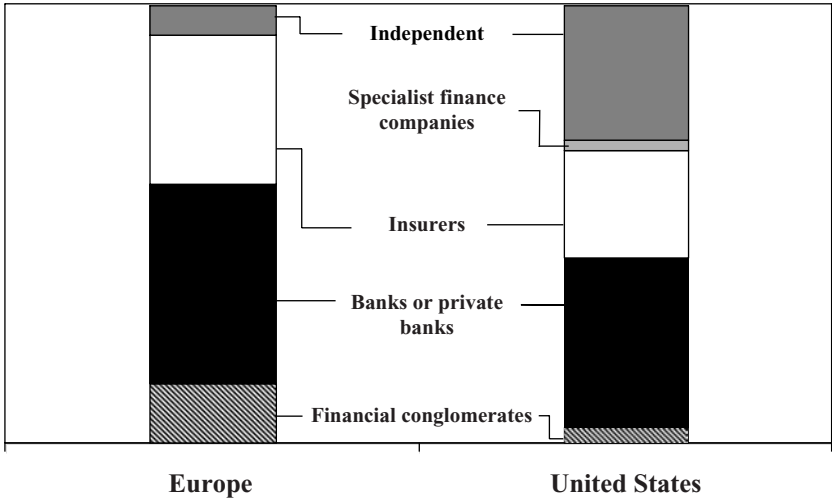 Independent
Specialist finance
companies
Insurers
Banks or private
banks
Financial conglomerates
Europe
United States